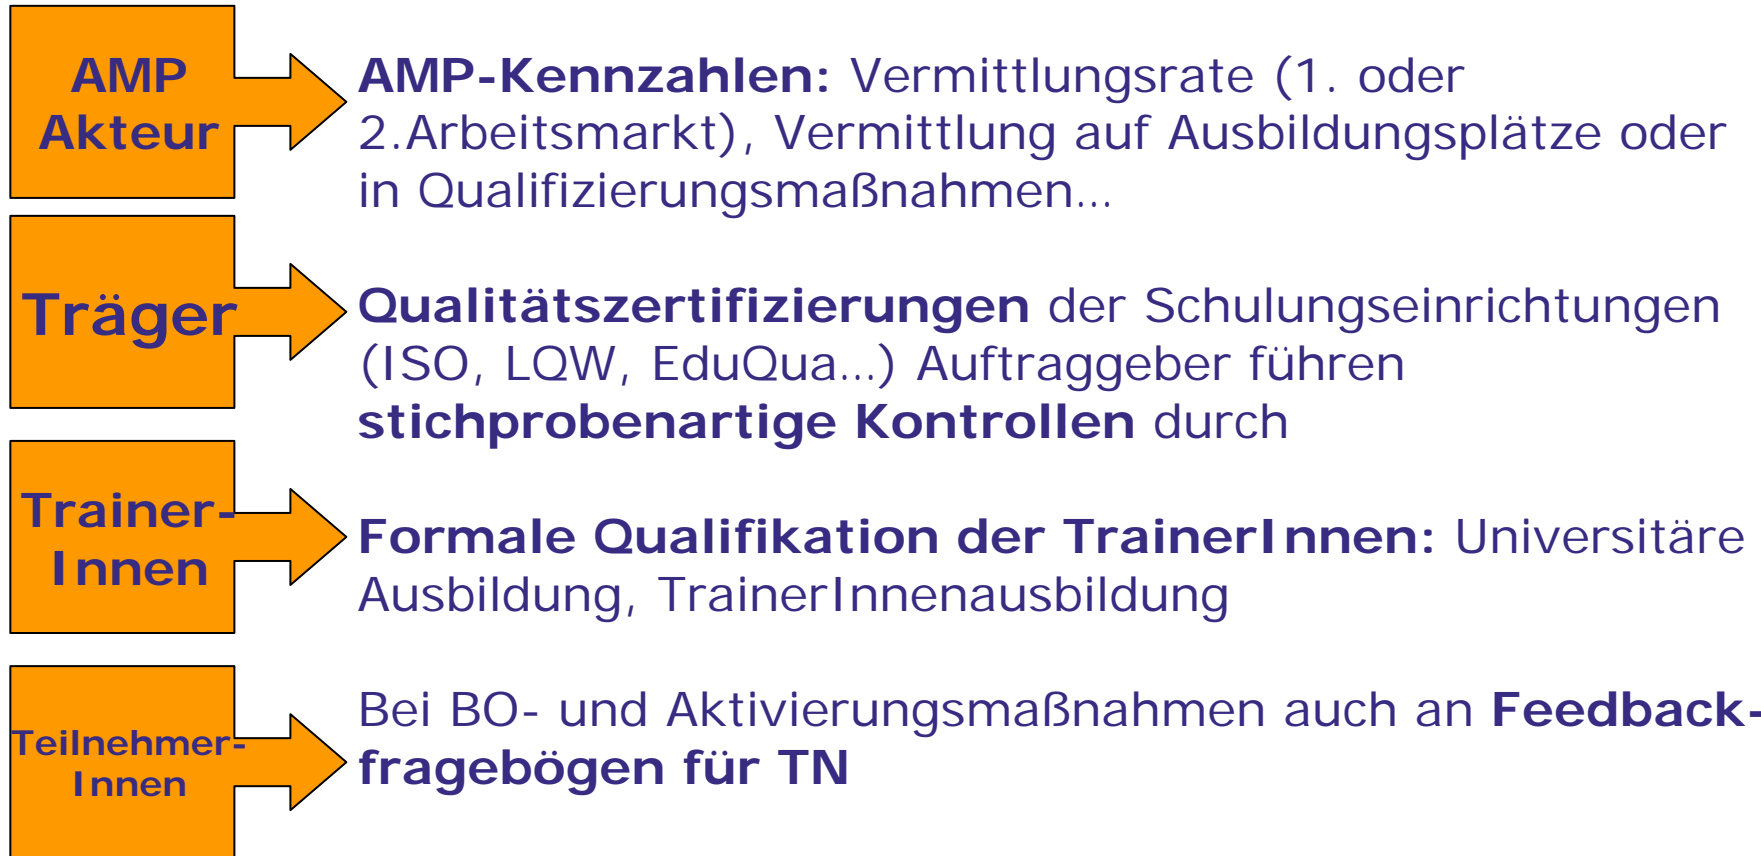 AMP
Akteur
AMP-Kennzahlen: Vermittlungsrate (1. oder
2.Arbeitsmarkt), Vermittlung auf Ausbildungsplätze oder
in Qualifizierungsmaßnahmen…
Träger
Qualitätszertifizierungen der Schulungseinrichtungen
(ISO, LQW, EduQua…) Auftraggeber führen
stichprobenartige Kontrollen durch
Trainer-
Innen
Formale Qualifikation der TrainerInnen: Universitäre
Ausbildung, TrainerInnenausbildung
Teilnehmer-
Innen
Bei BO- und Aktivierungsmaßnahmen auch an Feedback-
fragebögen für TN